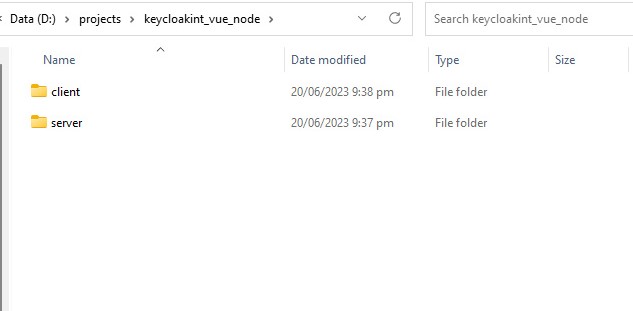 Data (D:) > projects > keycloakint_vue_node > Search keycloakint_vue_node
Name Date modified Type Size
client 20/06/2023 9:38 pm File folder
server 20/06/2023 9:37 pm File folder